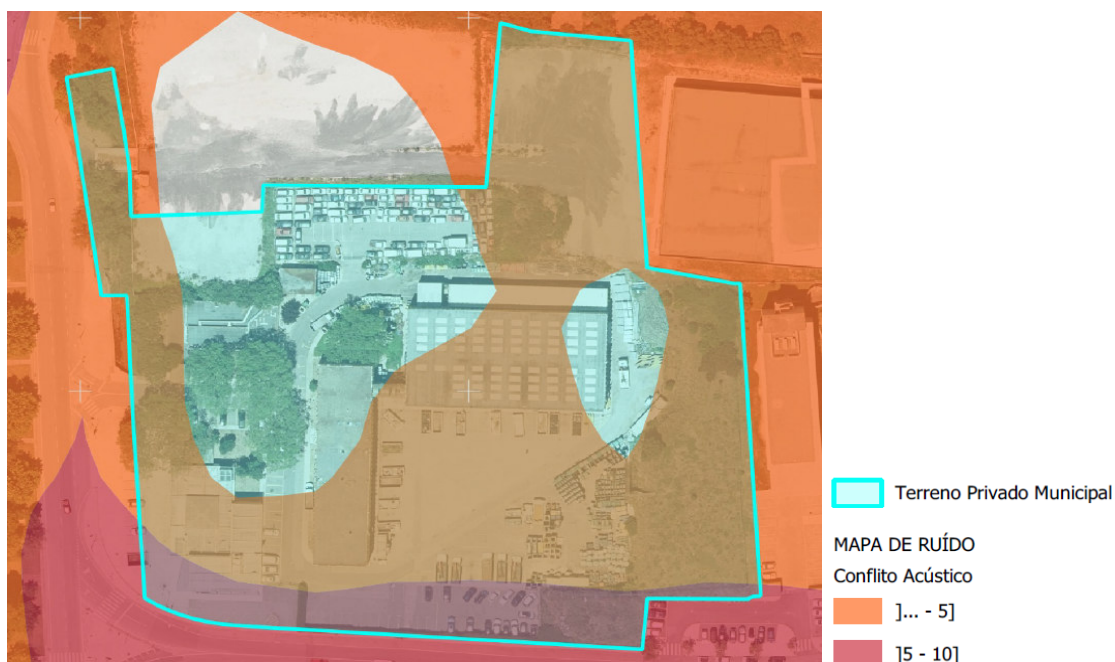 Terreno Privado Municipal
MAPA DE RUÍDO
Conflito Acústico
]... - 5]
]5 - 10]